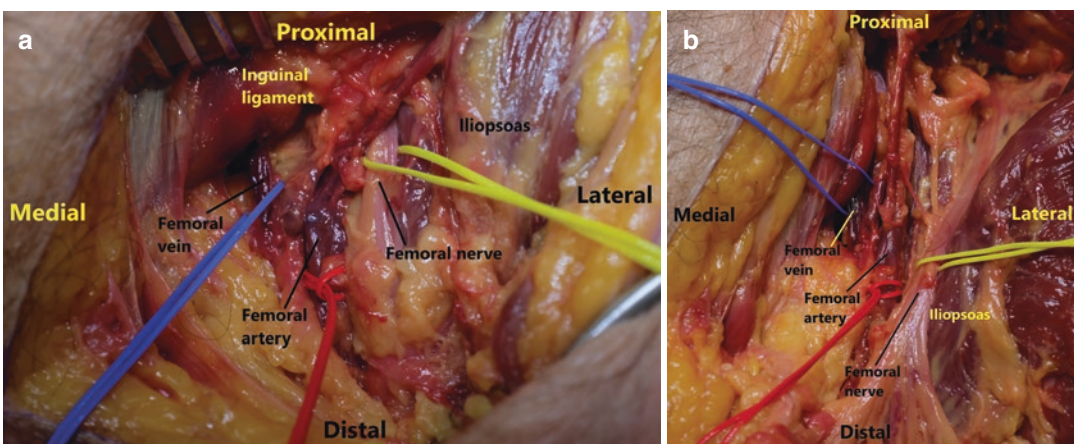 a
Proximal
Inguinal
ligament
Iliopsoas
Lateral
Medial
Femoral
vein
Femoral nerve
Femoral
artery
Distal
b
Proximal
Medial
Lateral
Femoral
vein
Femoral
artery
Iliopsoas
Femoral
nerve
Distal